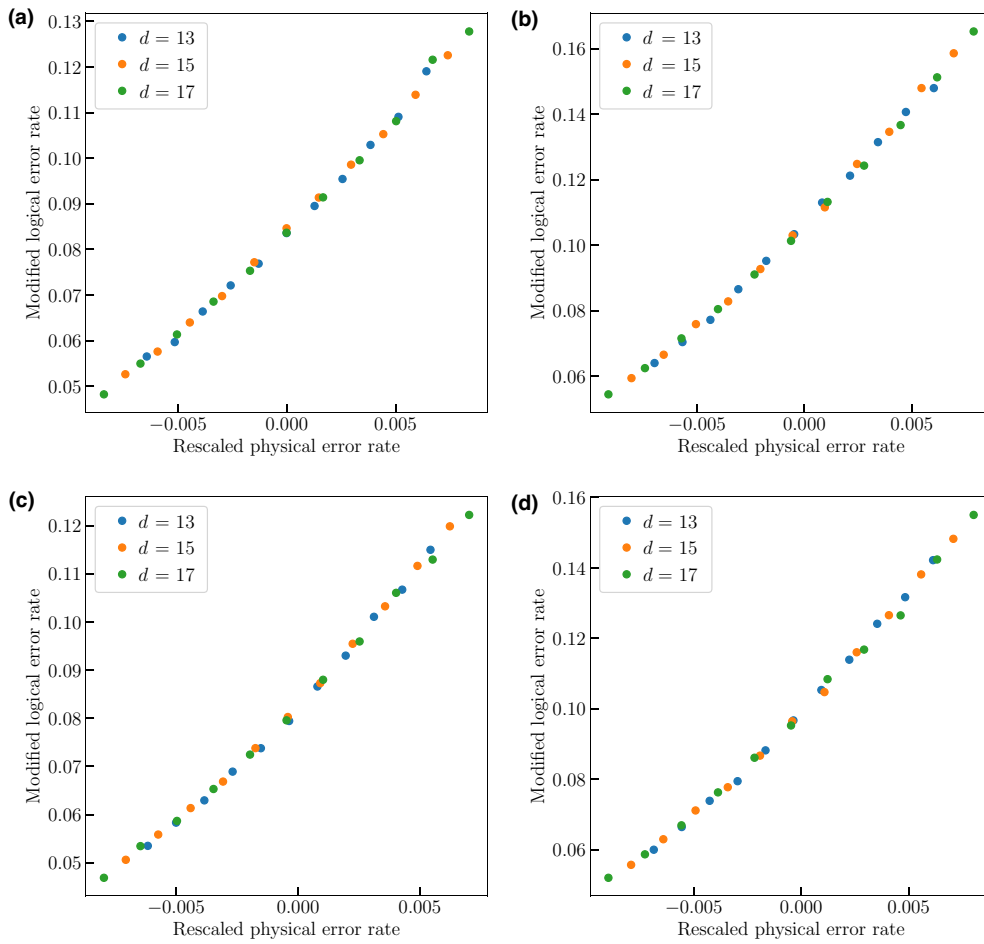 (a)
0.13
0.12
0.11
0.10
0.09
0.08
0.07
0.06
0.05
Modified logical error rate
d = 13
d = 15
d = 17
−0.005
0.000
0.005
Rescaled physical error rate
(b)
0.16
0.14
0.12
0.10
0.08
0.06
Modified logical error rate
d = 13
d = 15
d = 17
−0.005
0.000
0.005
Rescaled physical error rate
(c)
0.12
0.11
0.10
0.09
0.08
0.07
0.06
0.05
Modified logical error rate
d = 13
d = 15
d = 17
−0.005
0.000
0.005
Rescaled physical error rate
(d)
0.16
0.14
0.12
0.10
0.08
0.06
Modified logical error rate
d = 13
d = 15
d = 17
−0.005
0.000
0.005
Rescaled physical error rate